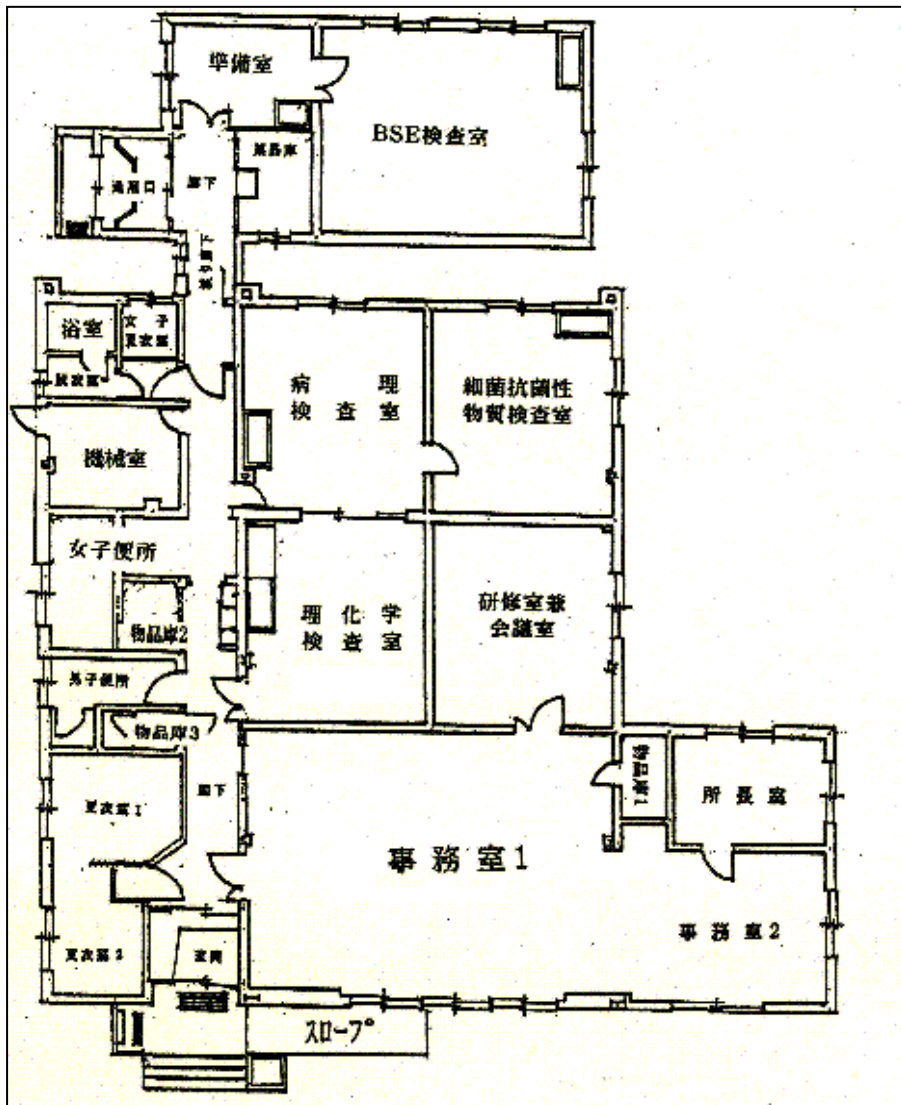 準備室
BSE検査室
薬品庫
廊下
浴室
女子
更衣室
脱衣室
病理
検査室
細菌抗菌性
物質検査室
機械室
女子便所
物品庫2
理化学
検査室
研修室兼
会議室
男子便所
物品庫3
廊下
物品庫1
所長室
更衣室1
事務室1
事務室2
更衣室2
玄関
スロープ